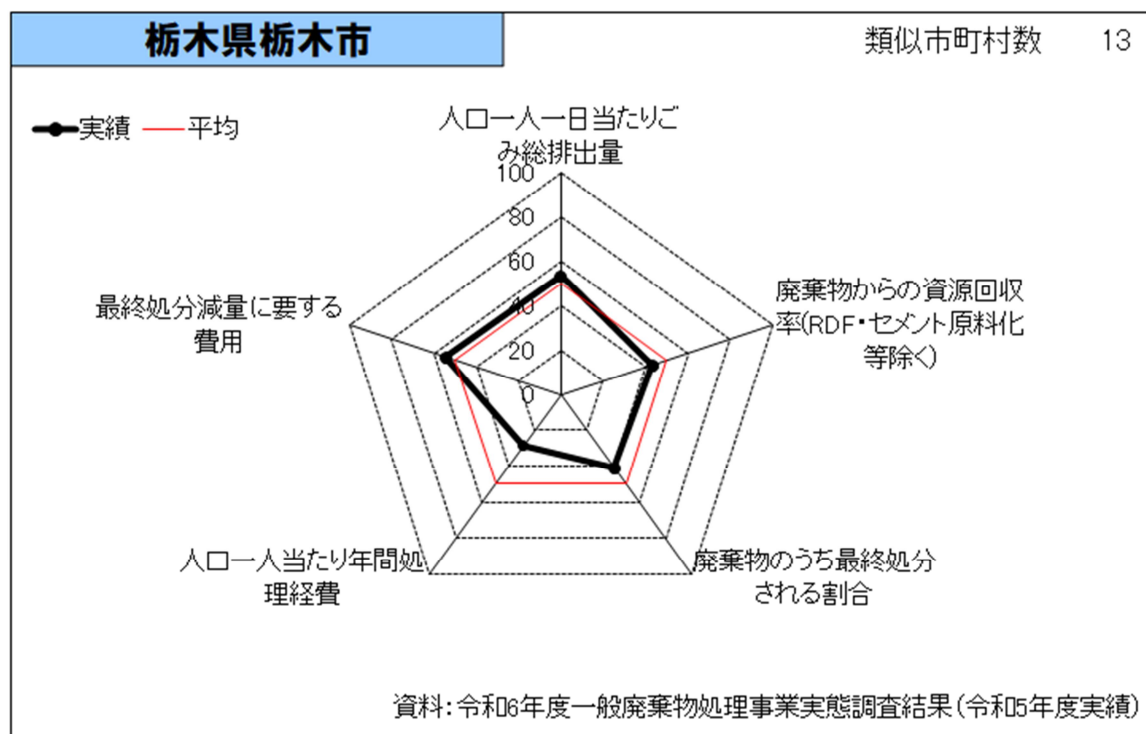 栃木県栃木市
類似市町村数 13
実績 平均
人口一人一日当たりご
み総排出量
100
80
60
40
20
0
廃棄物からの資源回収
率(RDF・セメント原料化
等除く)
最終処分減量に要する
費用
人口一人当たり年間処
理経費
廃棄物のうち最終処分
される割合
資料:令和6年度一般廃棄物処理事業実態調査結果(令和5年度実績)